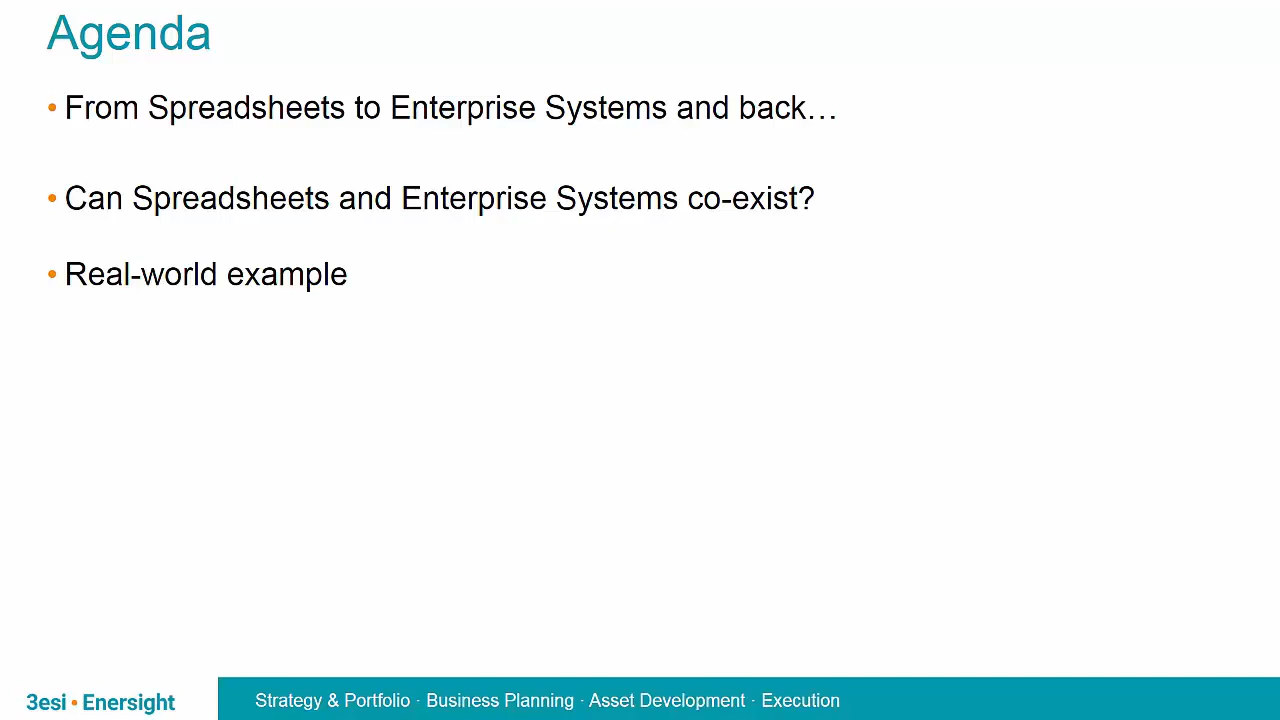 Agenda
• From Spreadsheets to Enterprise Systems and back…
• Can Spreadsheets and Enterprise Systems co-exist?
• Real-world example
3esi • Enersight
Strategy & Portfolio · Business Planning · Asset Development · Execution